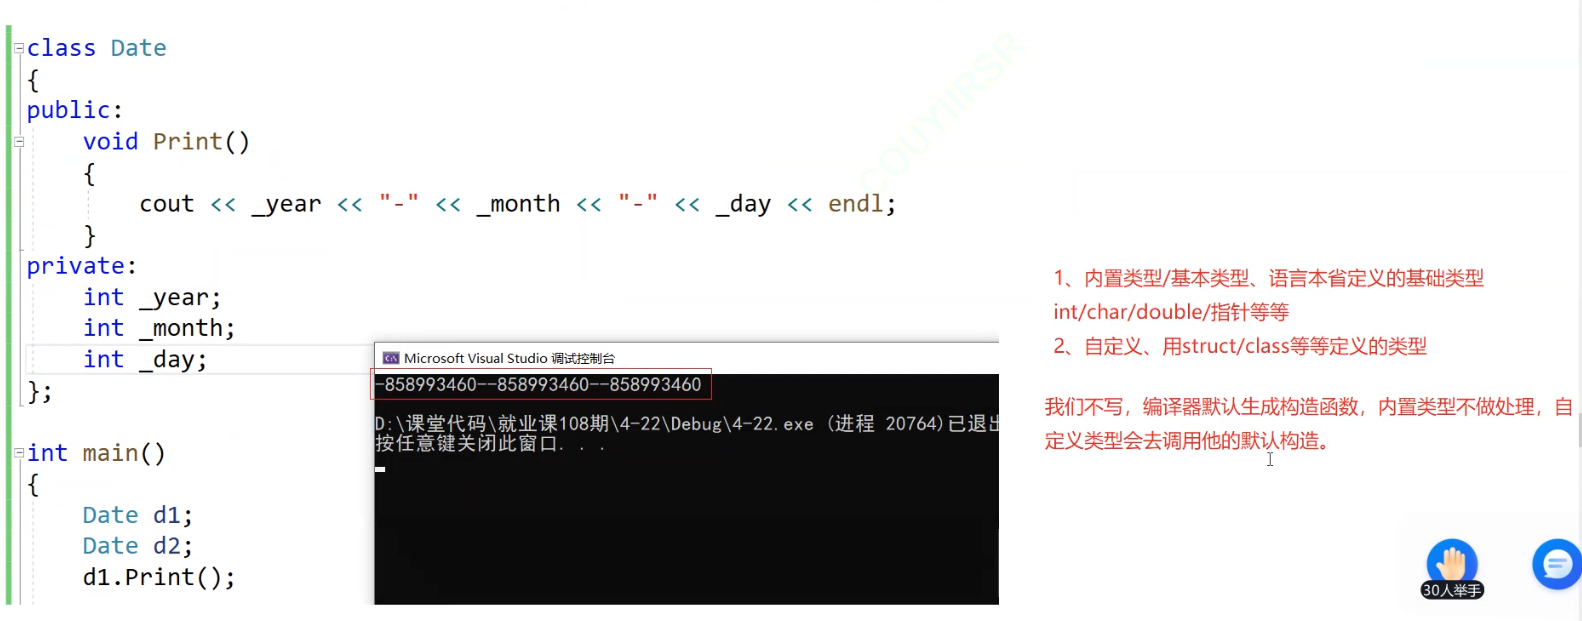 class Date
{
public:
void Print()
{
cout << _year << "-" << _month << "-" << _day << endl;
}
private:
int _year;
int _month;
int _day;
};
int main()
{
Date d1;
Date d2;
d1.Print();
Microsoft Visual Studio 调试控制台
-858993460--858993460--858993460
D:\课堂代码\就业课108期\4-22\Debug\4-22.exe (进程 20764)已退出
按任意键关闭此窗口. . .
1、内置类型/基本类型、语言本省定义的基础类型
int/char/double/指针等等
2、自定义、用struct/class等等定义的类型
我们不写，编译器默认生成构造函数，内置类型不做处理，自
定义类型会去调用他的默认构造。
30人举手